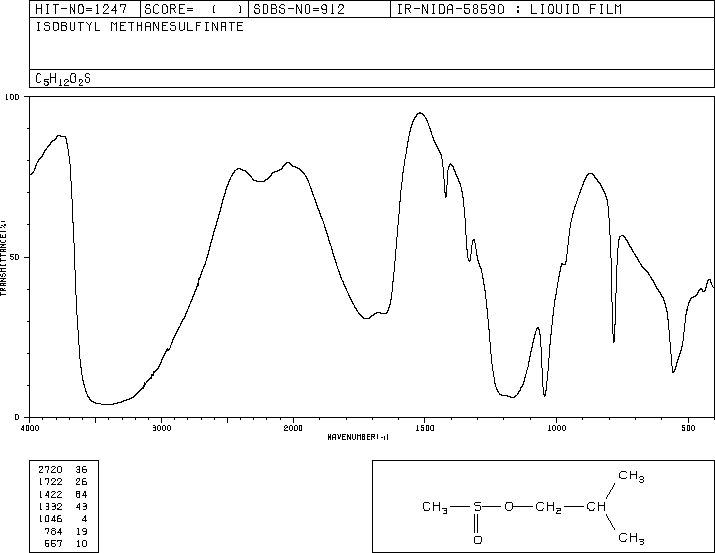 HIT-NO=1247 SCORE= ( ) SDBS-NO=912 IR-NIDA-58590 : LIQUID FILM
ISOBUTYL METHANESULFINATE
C5H12O2S
100
50
0
TRANSMITTANCE(%)
4000 3000 2000 1500 1000 500
WAVENUMBER(-1)
2720 36
1722 26
1422 64
1332 43
1046 4
784 19
557 10
CH3
CH3—S—O—CH2—CH
O
CH3